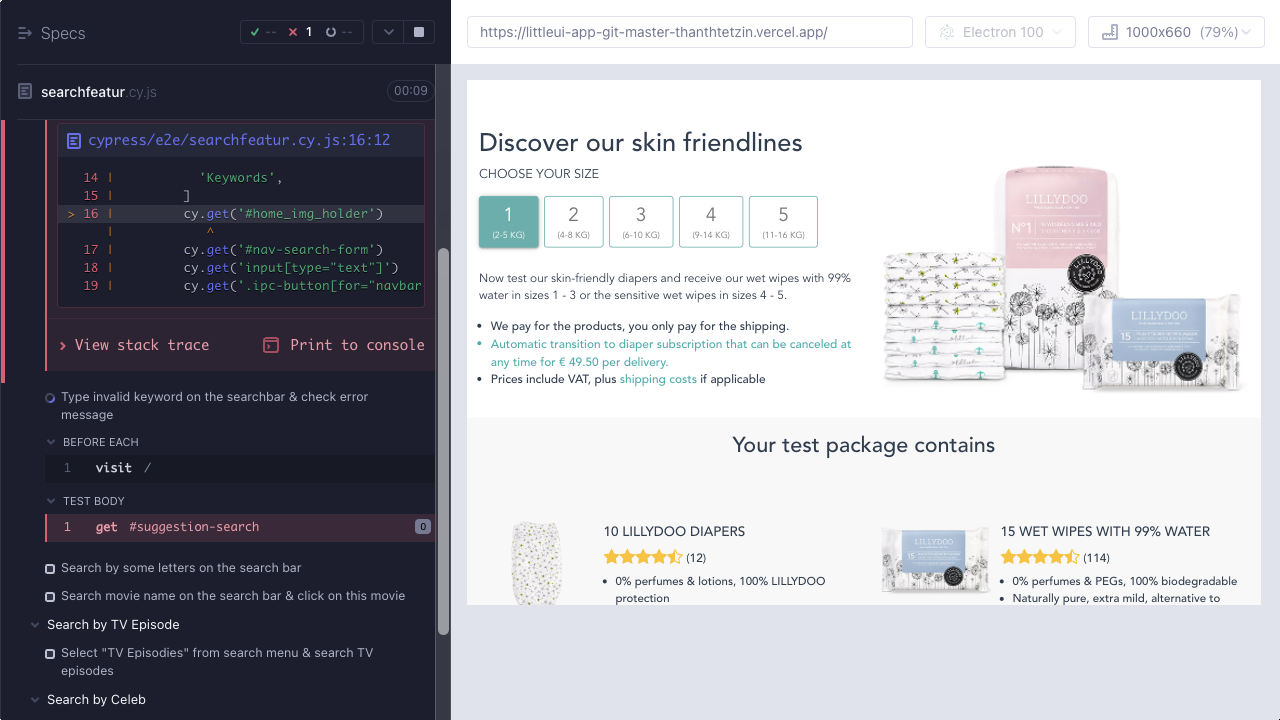 Specs
-- 1 --
searchfeatur.cy.js
00:09
cypress/e2e/searchfeatur.cy.js:16:12
14 | 'Keywords',
15 | ]
> 16 | cy.get('#home_img_holder')
| ^
17 | cy.get('#nav-search-form')
18 | cy.get('input[type="text"]')
19 | cy.get('.ipc-button[for="navbar
View stack trace
Print to console
Type invalid keyword on the searchbar & check error
message
BEFORE EACH
1 visit /
TEST BODY
1 get #suggestion-search 0
Search by some letters on the search bar
Search movie name on the search bar & click on this movie
Search by TV Episode
Select "TV Episodies" from search menu & search TV
episodes
Search by Celeb
https://littleui-app-git-master-thanthtetzin.vercel.app/
Electron 100
1000x660 (79%)
Discover our skin friendlines
CHOOSE YOUR SIZE
1 2 3 4 5
(2-5 KG) (4-8 KG) (6-10 KG) (9-14 KG) (11-16 KG)
Now test our skin-friendly diapers and receive our wet wipes with 99%
water in sizes 1 - 3 or the sensitive wet wipes in sizes 4 - 5.
• We pay for the products, you only pay for the shipping.
• Automatic transition to diaper subscription that can be canceled at
any time for € 49.50 per delivery.
• Prices include VAT, plus shipping costs if applicable
LILLYDOO
N°1
LILLYDOO
LILLYDOO
15
Your test package contains
10 LILLYDOO DIAPERS
(12)
• 0% perfumes & lotions, 100% LILLYDOO
protection
LILLYDOO
15
15 WET WIPES WITH 99% WATER
(114)
• 0% perfumes & PEGs, 100% biodegradable
• Naturally pure, extra mild, alternative to